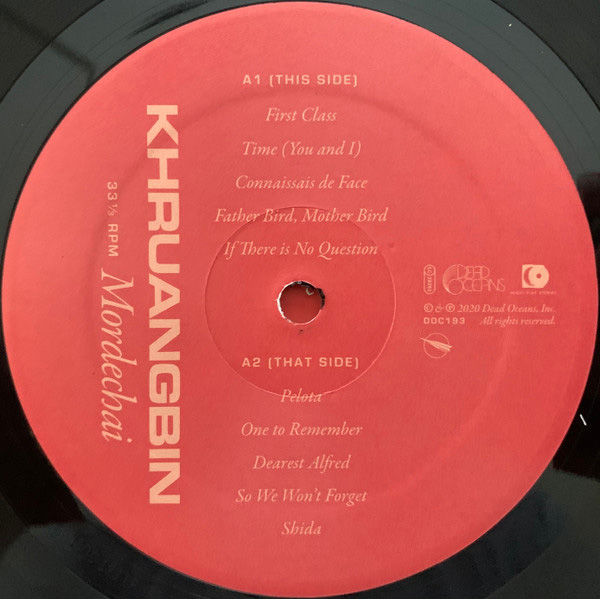 A1 (THIS SIDE)
First Class
Time (You and I)
Connaissais de Face
Father Bird, Mother Bird
If There is No Question
KHRUANGBIN
33⅓ RPM
Mordechai
DEAD
OCEANS
© & ℗ 2020 Dead Oceans, Inc.
DOC193 All rights reserved.
A2 (THAT SIDE)
Pelota
One to Remember
Dearest Alfred
So We Won't Forget
Shida